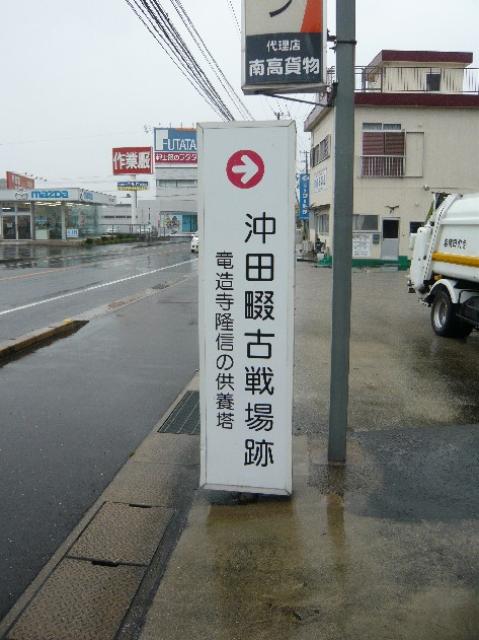 代理店
南高貨物
作業服
FUTATA
mazda
沖田畷古戦場跡
竜造寺隆信の供養塔